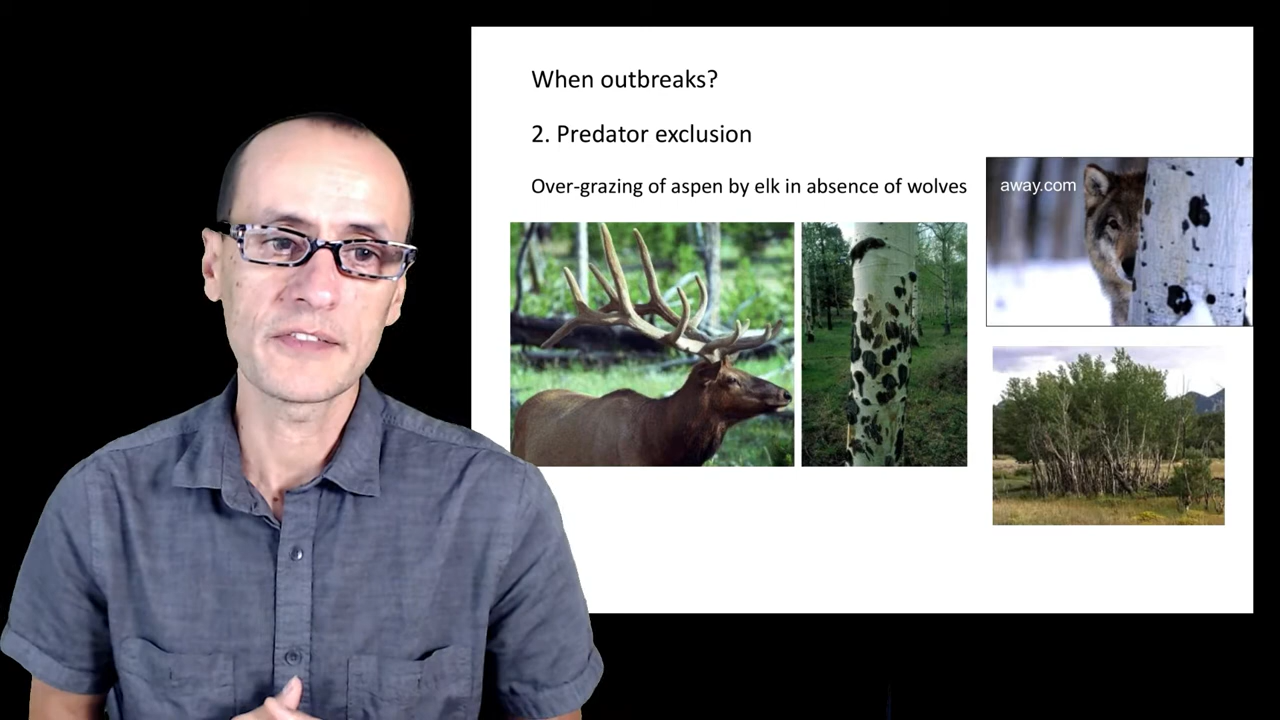 When outbreaks?
2. Predator exclusion
Over-grazing of aspen by elk in absence of wolves
away.com